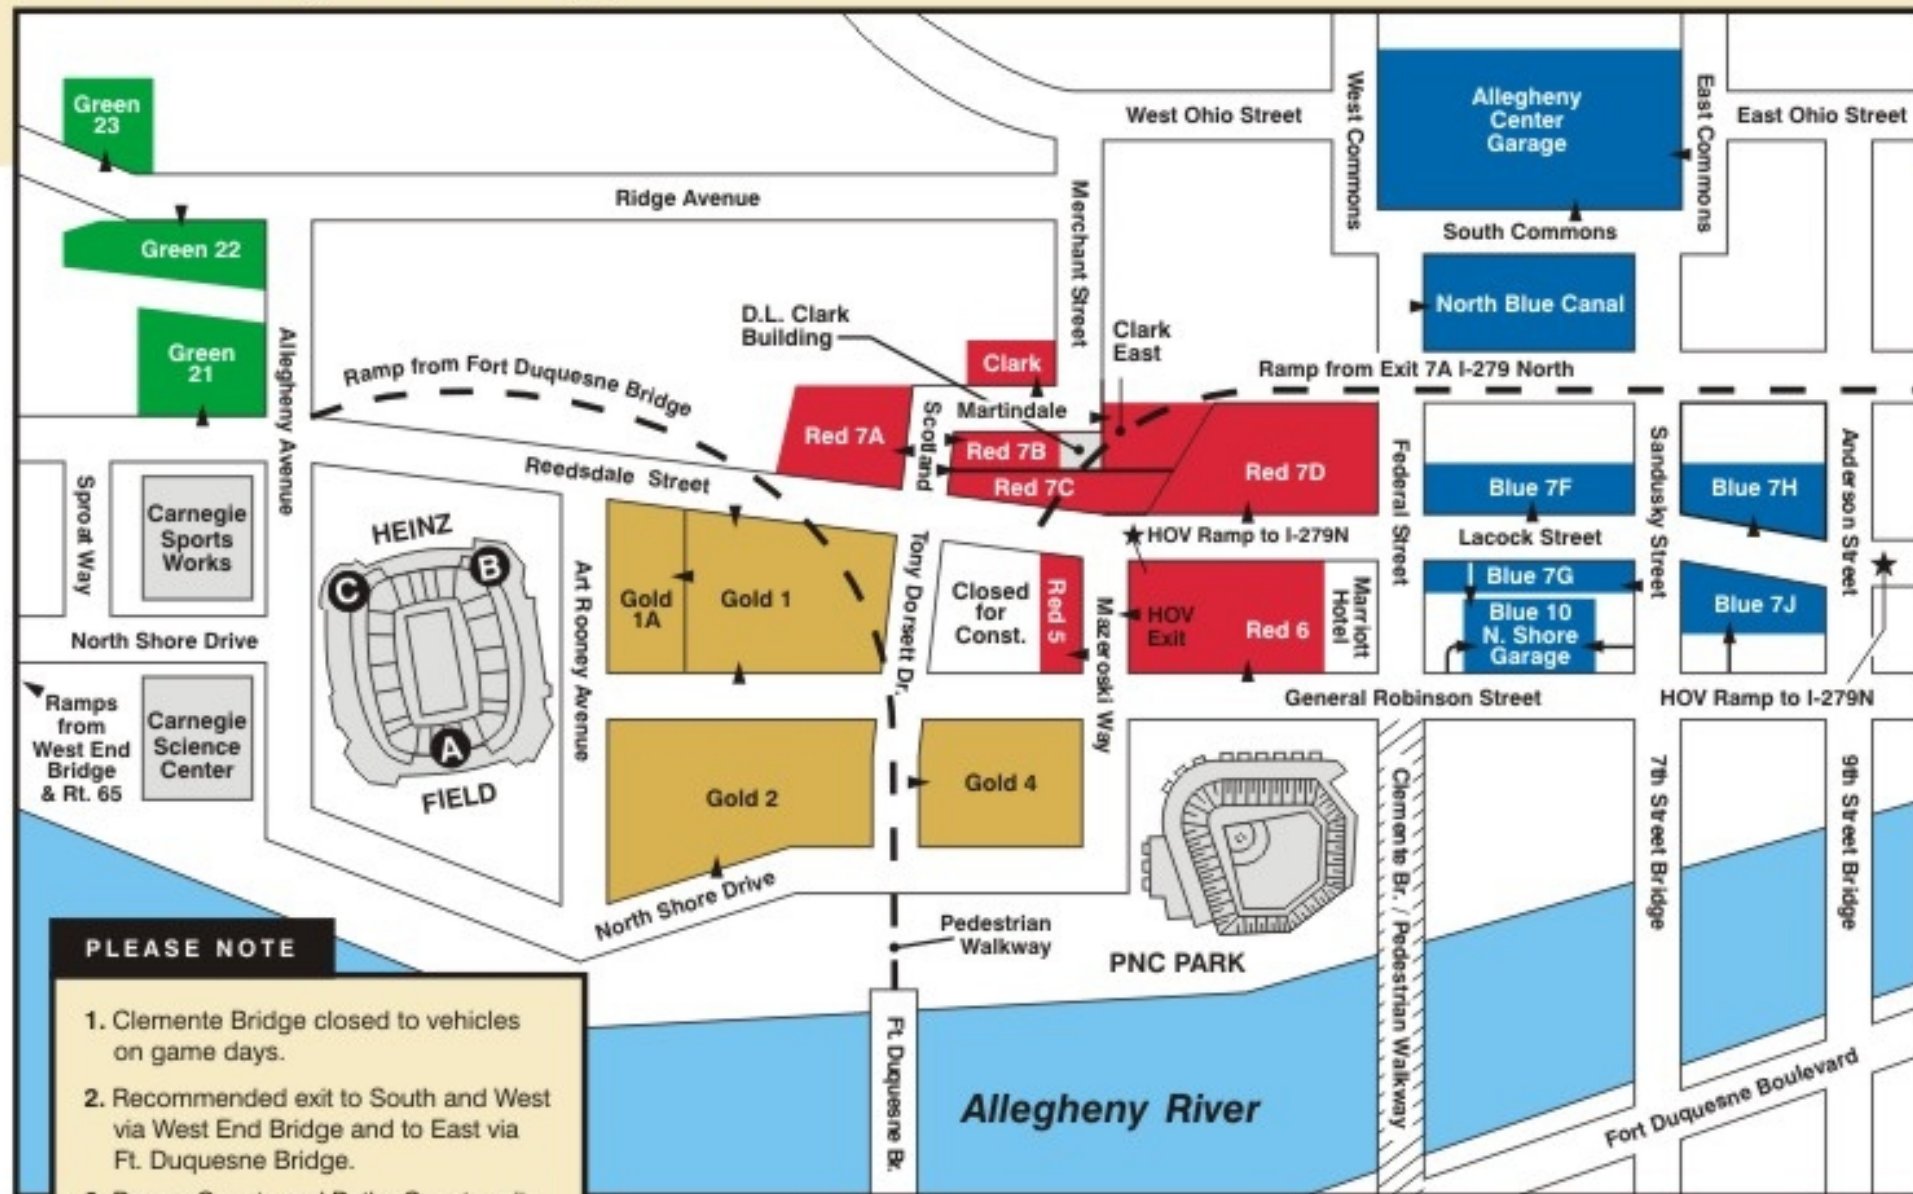 Green
23
Green 22
Green
21
Allegheny Avenue
Ridge Avenue
West Ohio Street
West Commons
Allegheny
Center
Garage
East Commons
East Ohio Street
South Commons
North Blue Canal
Merchant Street
D.L. Clark
Building
Clark
East
Clark
Martindale
Ramp from Fort Duquesne Bridge
Ramp from Exit 7A I-279 North
Reedsdale Street
Red 7A
Scotland
Red 7B
Red 7C
Red 7D
Federal Street
Blue 7F
Sandusky Street
Blue 7H
Anderson Street
Sproat Way
Carnegie
Sports
Works
HEINZ
C
B
A
FIELD
Art Rooney Avenue
Gold
1A
Gold 1
Tony Dorsett Dr.
Closed
for
Const.
Red 5
Mazeroski Way
HOV Ramp to I-279N
HOV
Exit
Red 6
Marriott
Hotel
Lacock Street
Blue 7G
Blue 10
N. Shore
Garage
Blue 7J
North Shore Drive
Ramps
from
West End
Bridge
& Rt. 65
Carnegie
Science
Center
General Robinson Street
HOV Ramp to I-279N
Gold 2
Gold 4
North Shore Drive
Pedestrian
Walkway
PNC PARK
Clemente Br. / Pedestrian Walkway
7th Street Bridge
9th Street Bridge
Ft. Duquesne Br.
Allegheny River
Fort Duquesne Boulevard
PLEASE NOTE
1. Clemente Bridge closed to vehicles
on game days.
2. Recommended exit to South and West
via West End Bridge and to East via
Ft. Duquesne Bridge.